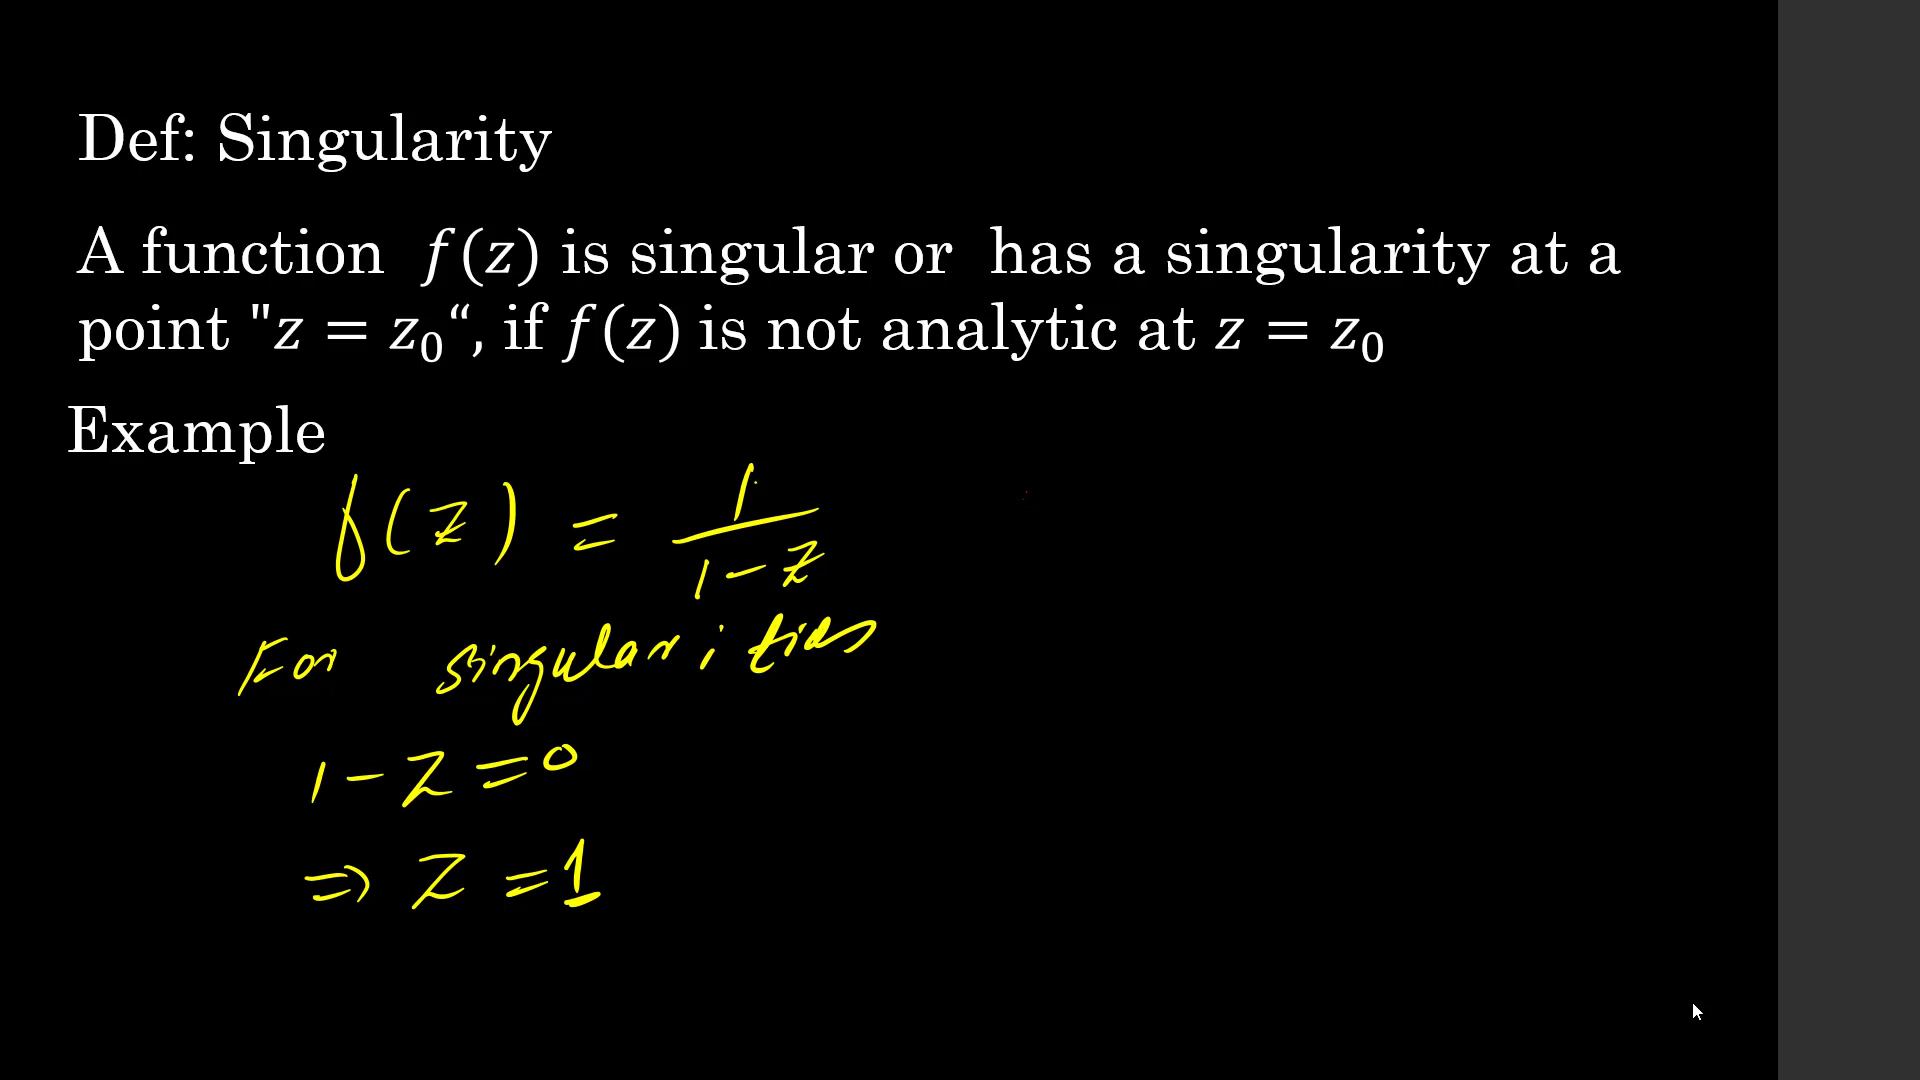 Def: Singularity
A function f(z) is singular or has a singularity at a
point "z = z₀“, if f(z) is not analytic at z = z₀
Example
f(z) = 1/(1-z)
For singularities
1-z=0
⇒ z = 1